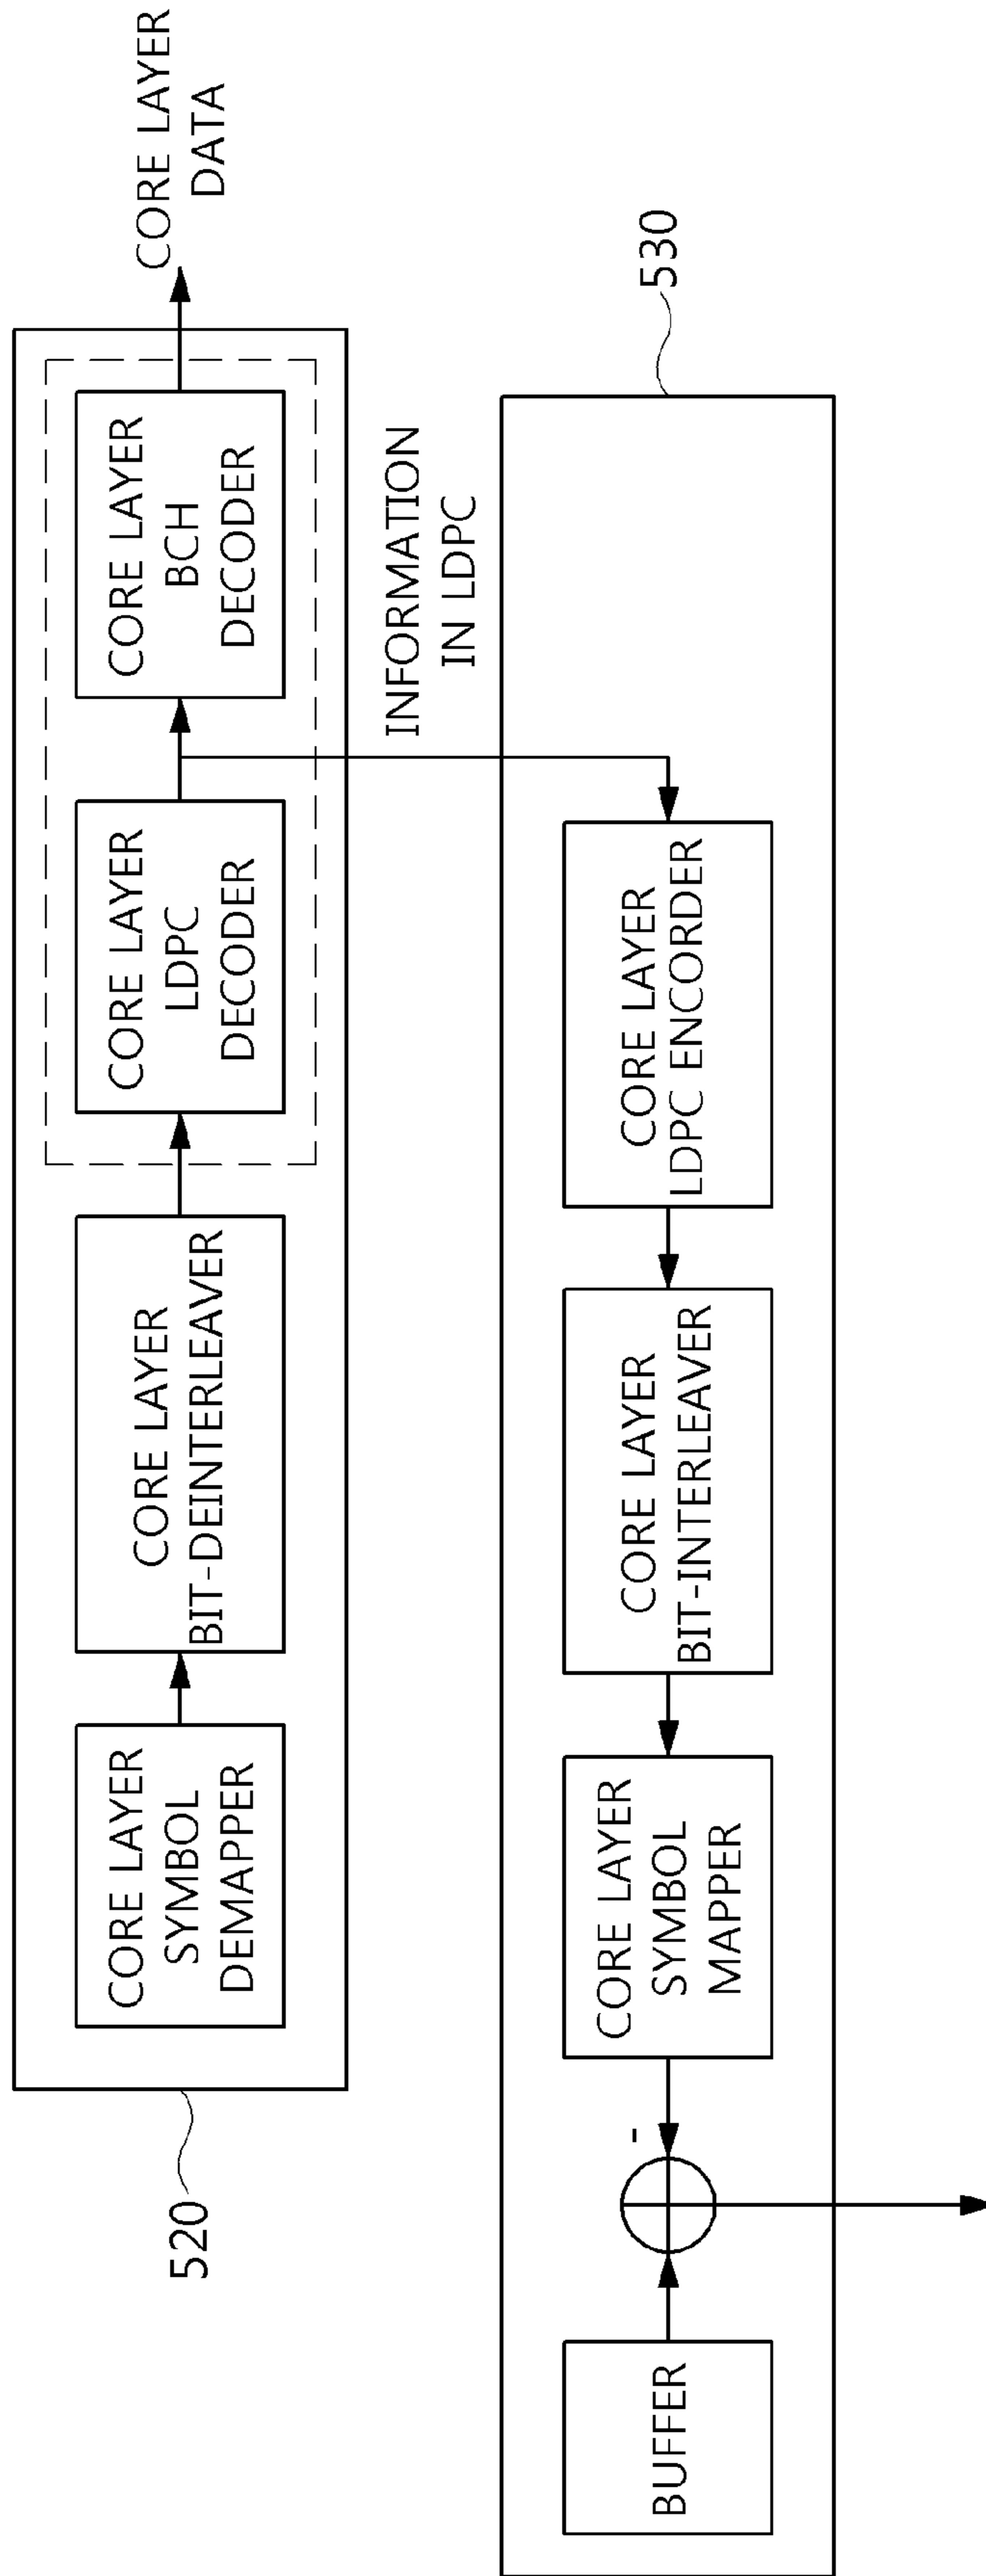 520
CORE LAYER
SYMBOL
DEMAPPER
CORE LAYER
BIT-DEINTERLEAVER
CORE LAYER
LDPC
DECODER
CORE LAYER
BCH
DECODER
CORE LAYER
DATA
INFORMATION
IN LDPC
530
BUFFER
-
CORE LAYER
SYMBOL
MAPPER
CORE LAYER
BIT-INTERLEAVER
CORE LAYER
LDPC ENCORDER